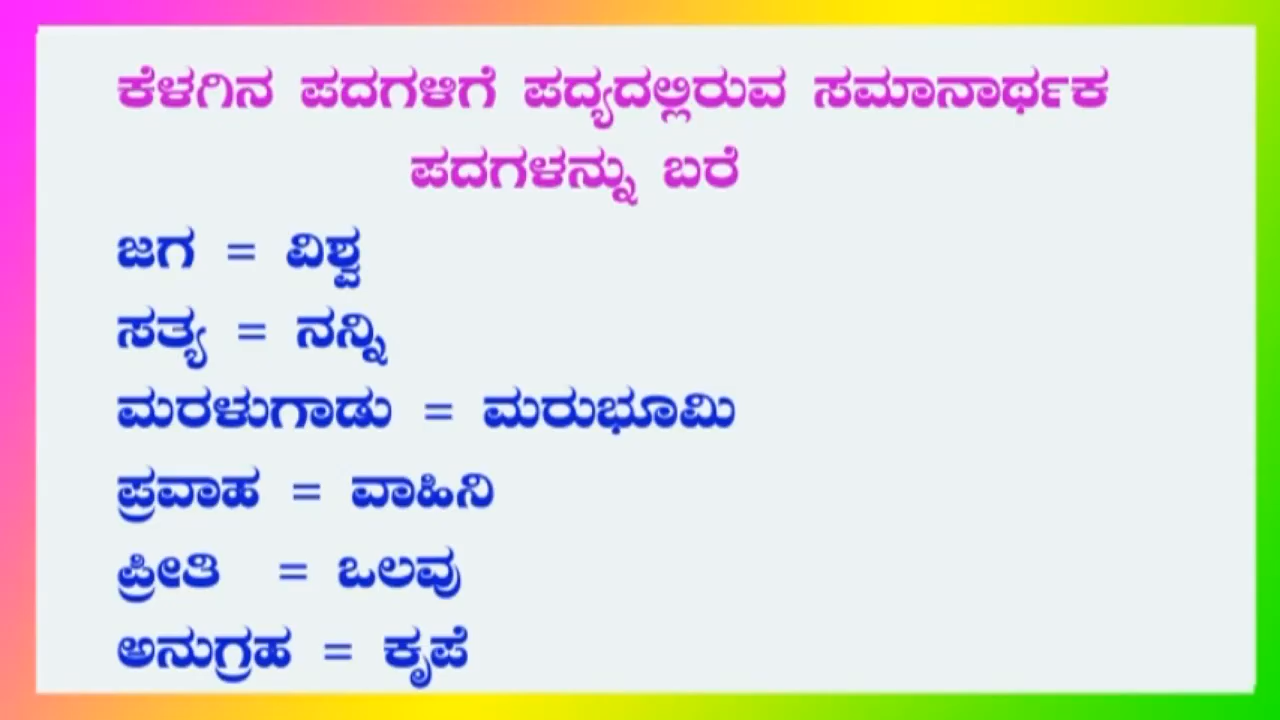 ಕೆಳಗಿನ ಪದಗಳಿಗೆ ಪದ್ಯದಲ್ಲಿರುವ ಸಮಾನಾರ್ಥಕ
ಪದಗಳನ್ನು ಬರೆ
ಜಗ = ವಿಶ್ವ
ಸತ್ಯ = ನನ್ನಿ
ಮರಳುಗಾಡು = ಮರುಭೂಮಿ
ಪ್ರವಾಹ = ವಾಹಿನಿ
ಪ್ರೀತಿ = ಒಲವು
ಅನುಗ್ರಹ = ಕೃಪೆ